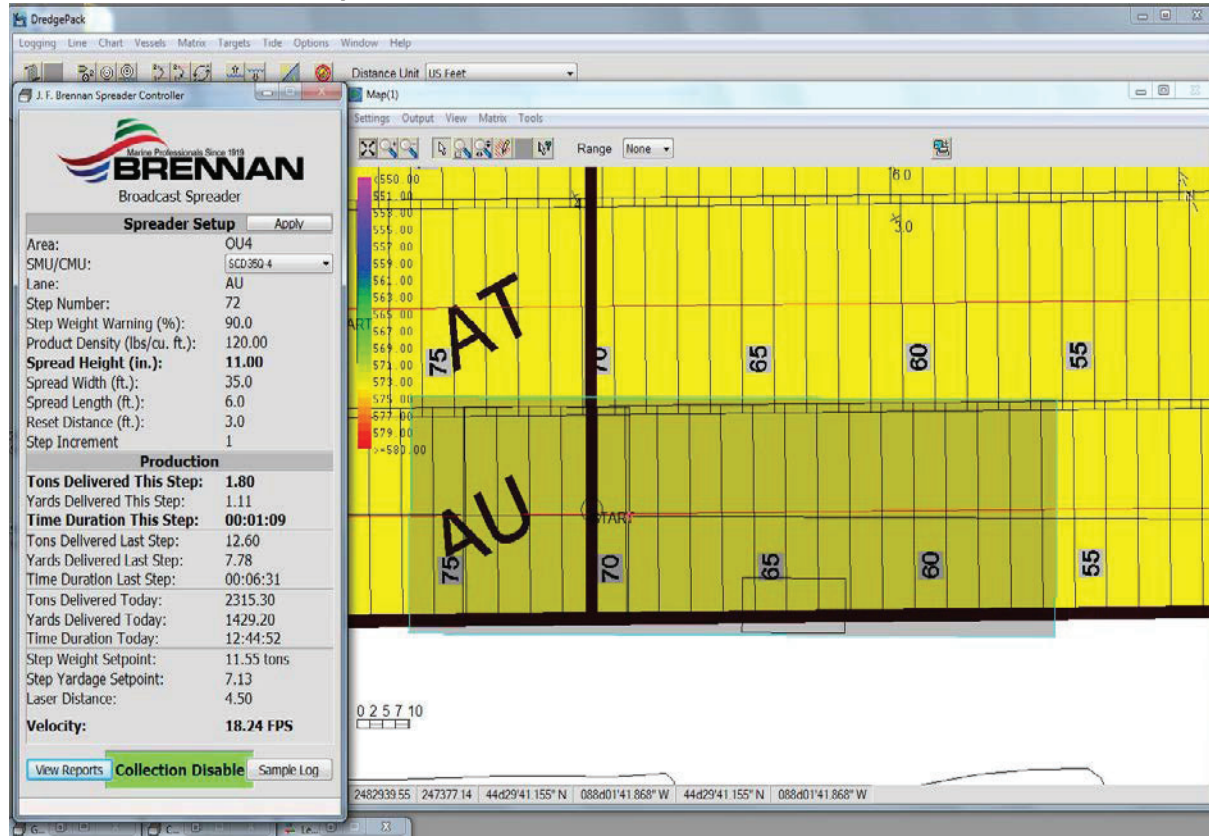 DredgePack
Logging Line Chart Vessels Matrix Targets Tide Options Window Help
Distance Unit US Feet
J. F. Brennan Spreader Controller
Marine Professionals Since 1919
BRENNAN
Broadcast Spreader
Spreader Setup Apply
Area: OU4
SMU/CMU: SCD35Q-4
Lane: AU
Step Number: 72
Step Weight Warning (%): 90.0
Product Density (lbs/cu. ft.): 120.00
Spread Height (in.): 11.00
Spread Width (ft.): 35.0
Spread Length (ft.): 6.0
Reset Distance (ft.): 3.0
Step Increment 1
Production
Tons Delivered This Step: 1.80
Yards Delivered This Step: 1.11
Time Duration This Step: 00:01:09
Tons Delivered Last Step: 12.60
Yards Delivered Last Step: 7.78
Time Duration Last Step: 00:06:31
Tons Delivered Today: 2315.30
Yards Delivered Today: 1429.20
Time Duration Today: 12:44:52
Step Weight Setpoint: 11.55 tons
Step Yardage Setpoint: 7.13
Laser Distance: 4.50
Velocity: 18.24 FPS
View Reports Collection Disable Sample Log
Map(1)
Settings Output View Matrix Tools
Range None
550.00
551.00
553.00
555.00
557.00
559.00
561.00
563.00
565.00
567.00
569.00
571.00
573.00
575.00
577.00
579.00
>=580.00
6.0
3.0
AT
75 70 65 60 55
AU
START
75 70 65 60 55
0 2 5 7 10
2482939.55 247377.14 44d29'41.155" N 088d01'41.868" W 44d29'41.155" N 088d01'41.868" W
G...
C...
Le...